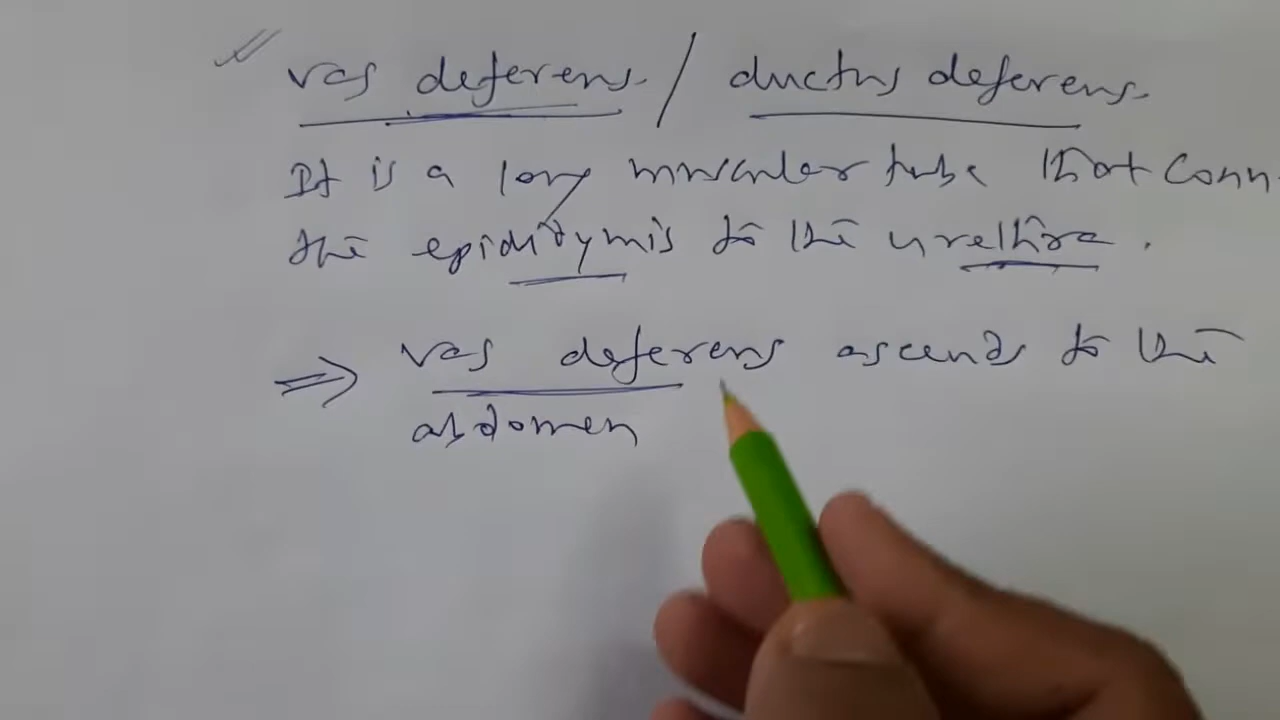 vas deferens. / ductus deferens.
It is a long muscular tube that conn
the epididymis to the urethra.
⇒ vas deferens ascends to the
abdomen